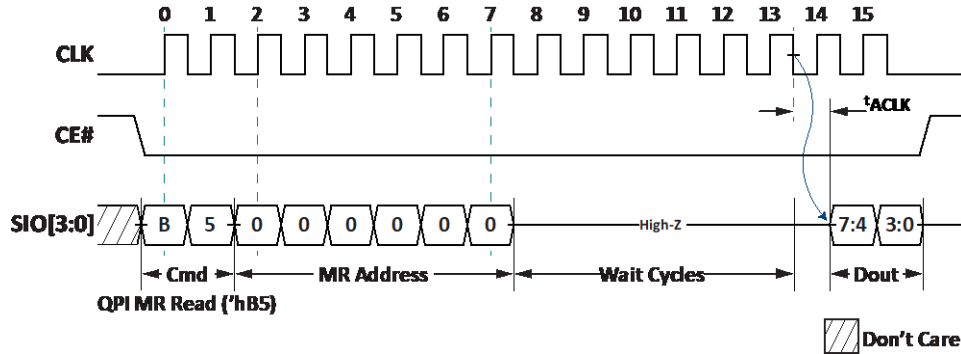 0 1 2 3 4 5 6 7 8 9 10 11 12 13 14 15
CLK
tACLK
CE#
SIO[3:0] B 5 0 0 0 0 0 0 High-Z 7:4 3:0
Cmd MR Address Wait Cycles Dout
QPI MR Read ('hB5)
Don't Care